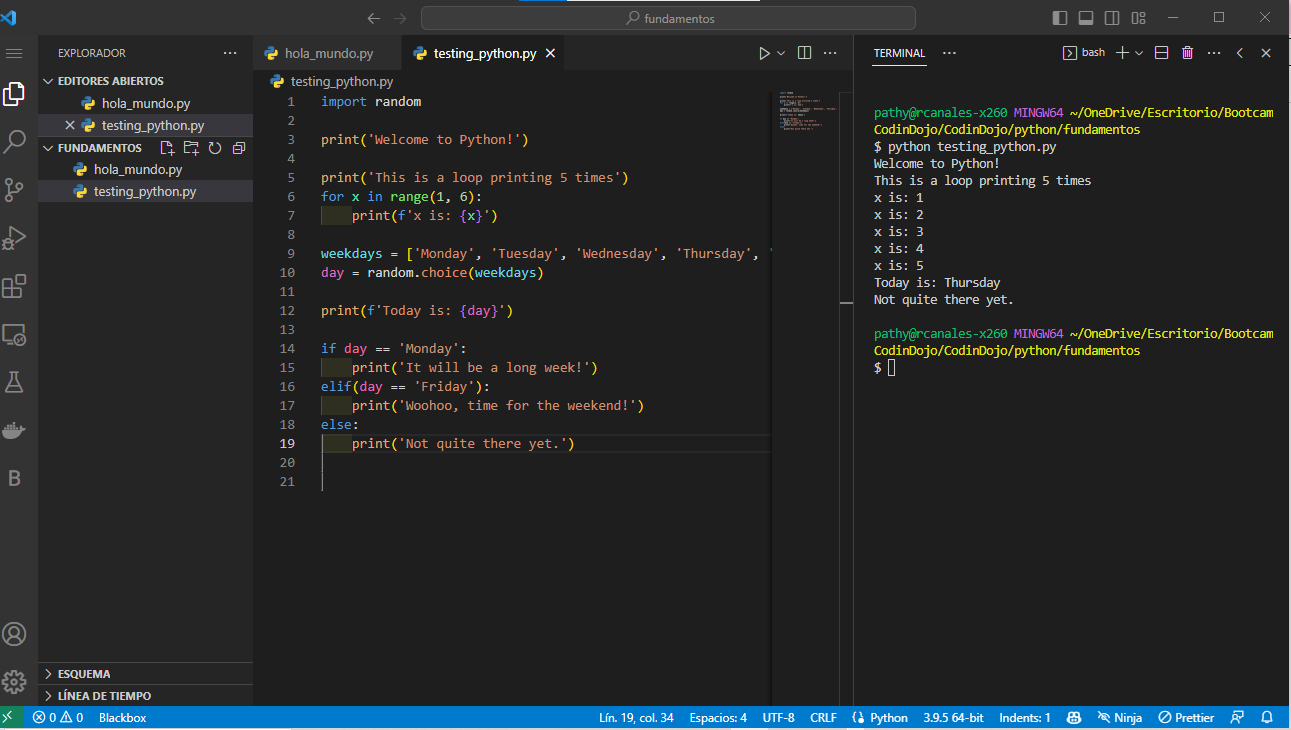 fundamentos
EXPLORADOR
EDITORES ABIERTOS
hola_mundo.py
testing_python.py
FUNDAMENTOS
hola_mundo.py
testing_python.py
ESQUEMA
LÍNEA DE TIEMPO
hola_mundo.py
testing_python.py
testing_python.py
1 import random
2
3 print('Welcome to Python!')
4
5 print('This is a loop printing 5 times')
6 for x in range(1, 6):
7 print(f'x is: {x}')
8
9 weekdays = ['Monday', 'Tuesday', 'Wednesday', 'Thursday', '
10 day = random.choice(weekdays)
11
12 print(f'Today is: {day}')
13
14 if day == 'Monday':
15 print('It will be a long week!')
16 elif(day == 'Friday'):
17 print('Woohoo, time for the weekend!')
18 else:
19 print('Not quite there yet.')
20
21
TERMINAL
bash
pathy@rcanales-x260 MINGW64 ~/OneDrive/Escritorio/Bootcam
CodinDojo/CodinDojo/python/fundamentos
$ python testing_python.py
Welcome to Python!
This is a loop printing 5 times
x is: 1
x is: 2
x is: 3
x is: 4
x is: 5
Today is: Thursday
Not quite there yet.
pathy@rcanales-x260 MINGW64 ~/OneDrive/Escritorio/Bootcam
CodinDojo/CodinDojo/python/fundamentos
$
B
0 0 Blackbox Lín. 19, col. 34 Espacios: 4 UTF-8 CRLF Python 3.9.5 64-bit Indents: 1 Ninja Prettier